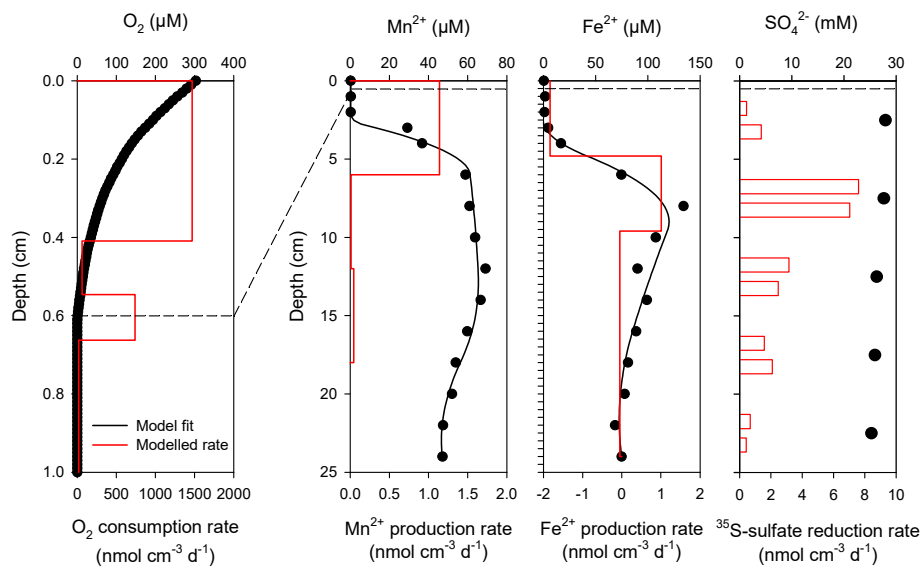 O₂ (µM)
0 100 200 300 400
Mn²⁺ (µM)
0 20 40 60 80
Fe²⁺ (µM)
0 50 100 150
SO₄²⁻ (mM)
0 10 20 30
Depth (cm)
0.0
0.2
0.4
0.6
0.8
1.0
Model fit
Modelled rate
0 500 1000 1500 2000
O₂ consumption rate
(nmol cm⁻³ d⁻¹)
Depth (cm)
0
5
10
15
20
25
0.0 0.5 1.0 1.5 2.0
Mn²⁺ production rate
(nmol cm⁻³ d⁻¹)
Depth (cm)
-2 -2 0 1 2
Fe²⁺ production rate
(nmol cm⁻³ d⁻¹)
0 2 4 6 8 10
³⁵S-sulfate reduction rate
(nmol cm⁻³ d⁻¹)